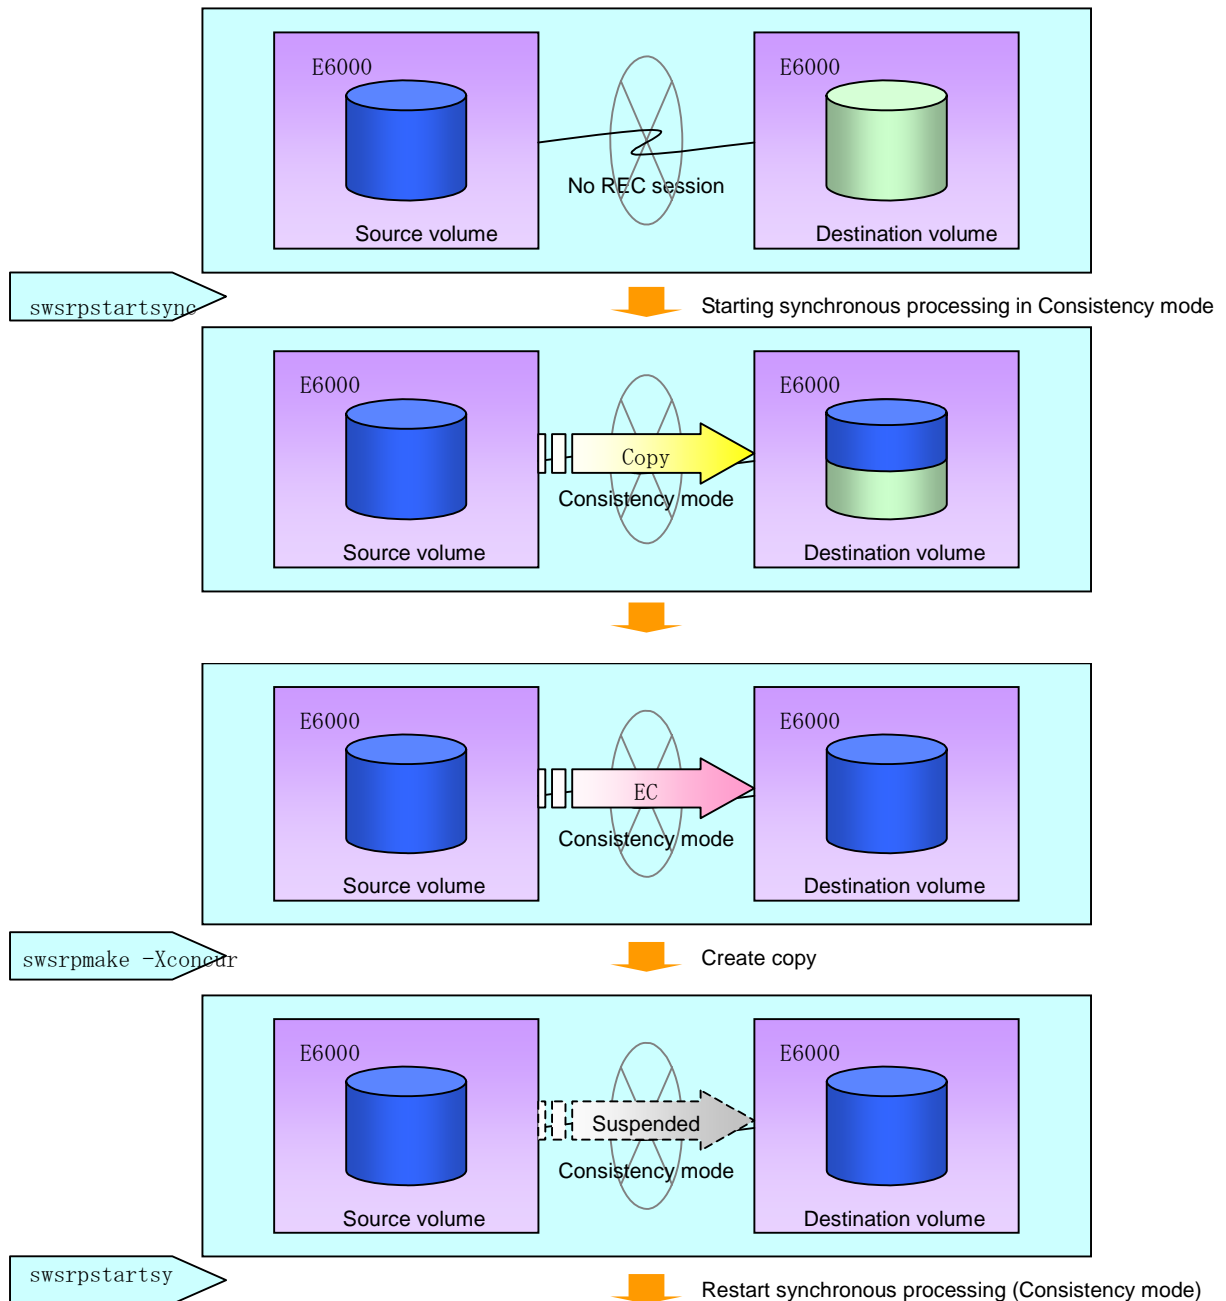 E6000
E6000
No REC session
Source volume
Destination volume
swsrpstartsync
Starting synchronous processing in Consistency mode
E6000
E6000
Copy
Consistency mode
Source volume
Destination volume
E6000
E6000
EC
Consistency mode
Source volume
Destination volume
swsrpmake -Xconcur
Create copy
E6000
E6000
Suspended
Consistency mode
Source volume
Destination volume
swsrpstartsy
Restart synchronous processing (Consistency mode)